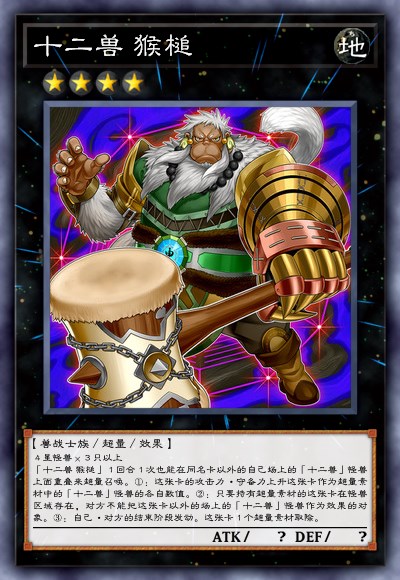 十二兽 猴槌
地
【兽战士族/超量/效果】
4星怪兽×3只以上
「十二兽 猴槌」1回合1次也能在同名卡以外的自己场上的「十二兽」怪兽
上面重叠来超量召唤。①：这张卡的攻击力·守备力上升这张卡作为超量素
材中的「十二兽」怪兽的各自数值。②：只要持有超量素材的这张卡在怪兽
区域存在，对方不能把这张卡以外的场上的「十二兽」怪兽作为效果的对
象。③：自己·对方的结束阶段发动。这张卡1个超量素材取除。
ATK/ ? DEF/ ?